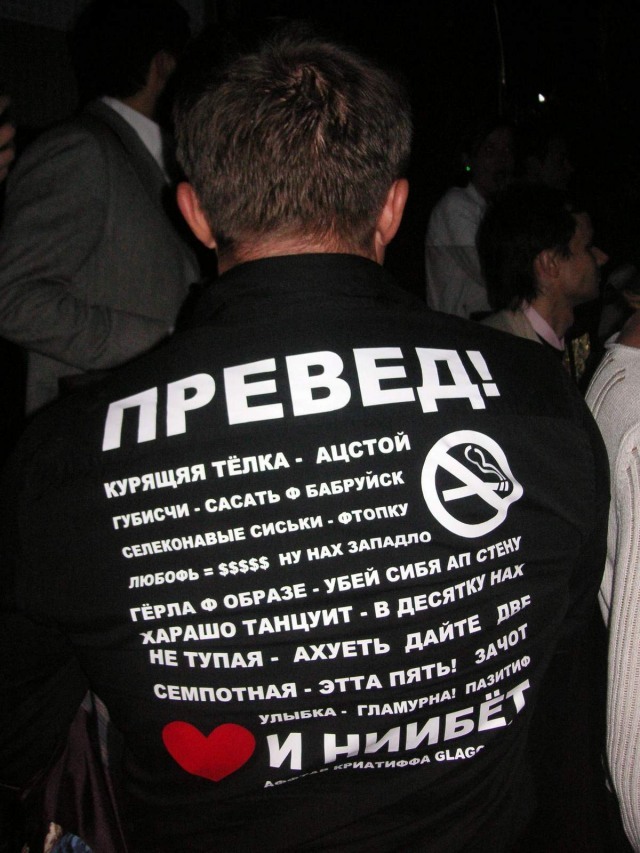 ПРЕВЕД!
КУРЯЩЯЯ ТЁЛКА - АЦСТОЙ
ГУБИСЧИ - САСАТЬ Ф БАБРУЙСК
СЕЛЕКОНАВЫЕ СИСЬКИ - ФТОПКУ
ЛЮБОФЬ = $$$$$ НУ НАХ ЗАПАДЛО
ГЁРЛА Ф ОБРАЗЕ - УБЕЙ СИБЯ АП СТЕНУ
ХАРАШО ТАНЦУИТ - В ДЕСЯТКУ НАХ
НЕ ТУПАЯ - АХУЕТЬ ДАЙТЕ ДВЕ
СЕМПОТНАЯ - ЭТТА ПЯТЬ! ЗАЧОТ
УЛЫБКА - ГЛАМУРНА! ПАЗИТИФ
И НИИБЁТ
КРИАТИФФА